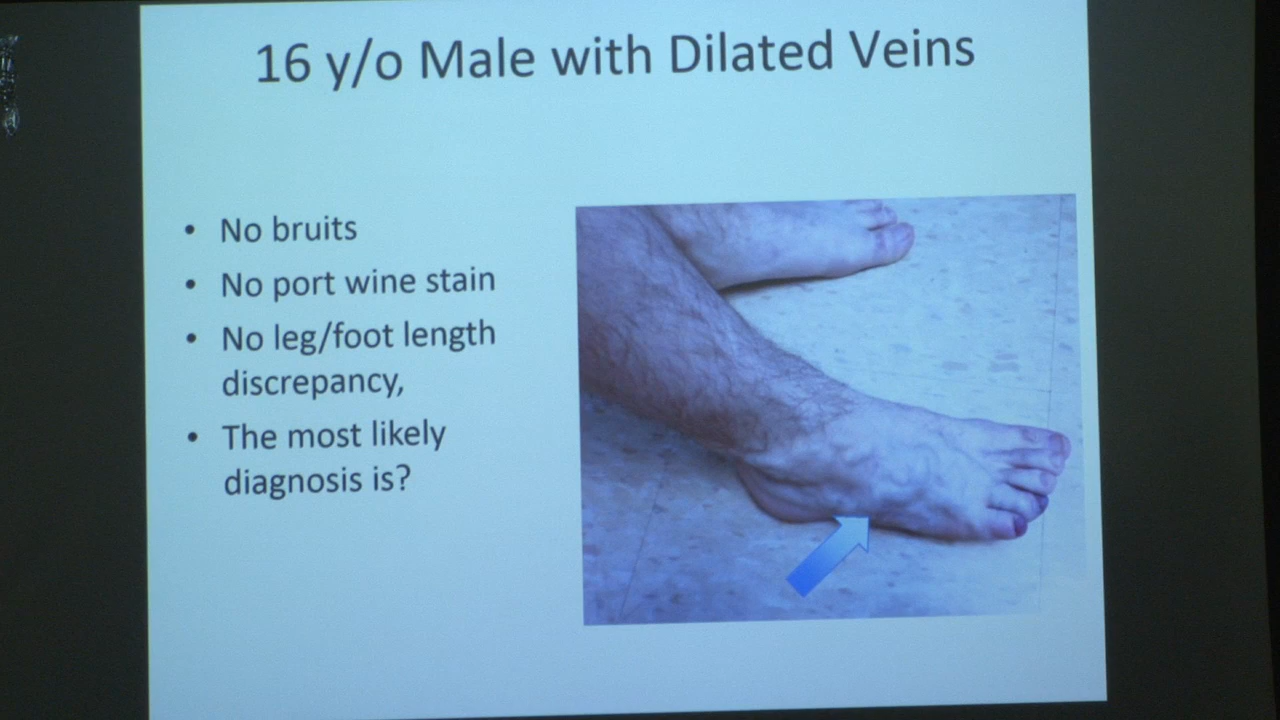 16 y/o Male with Dilated Veins
• No bruits
• No port wine stain
• No leg/foot length
discrepancy,
• The most likely
diagnosis is?